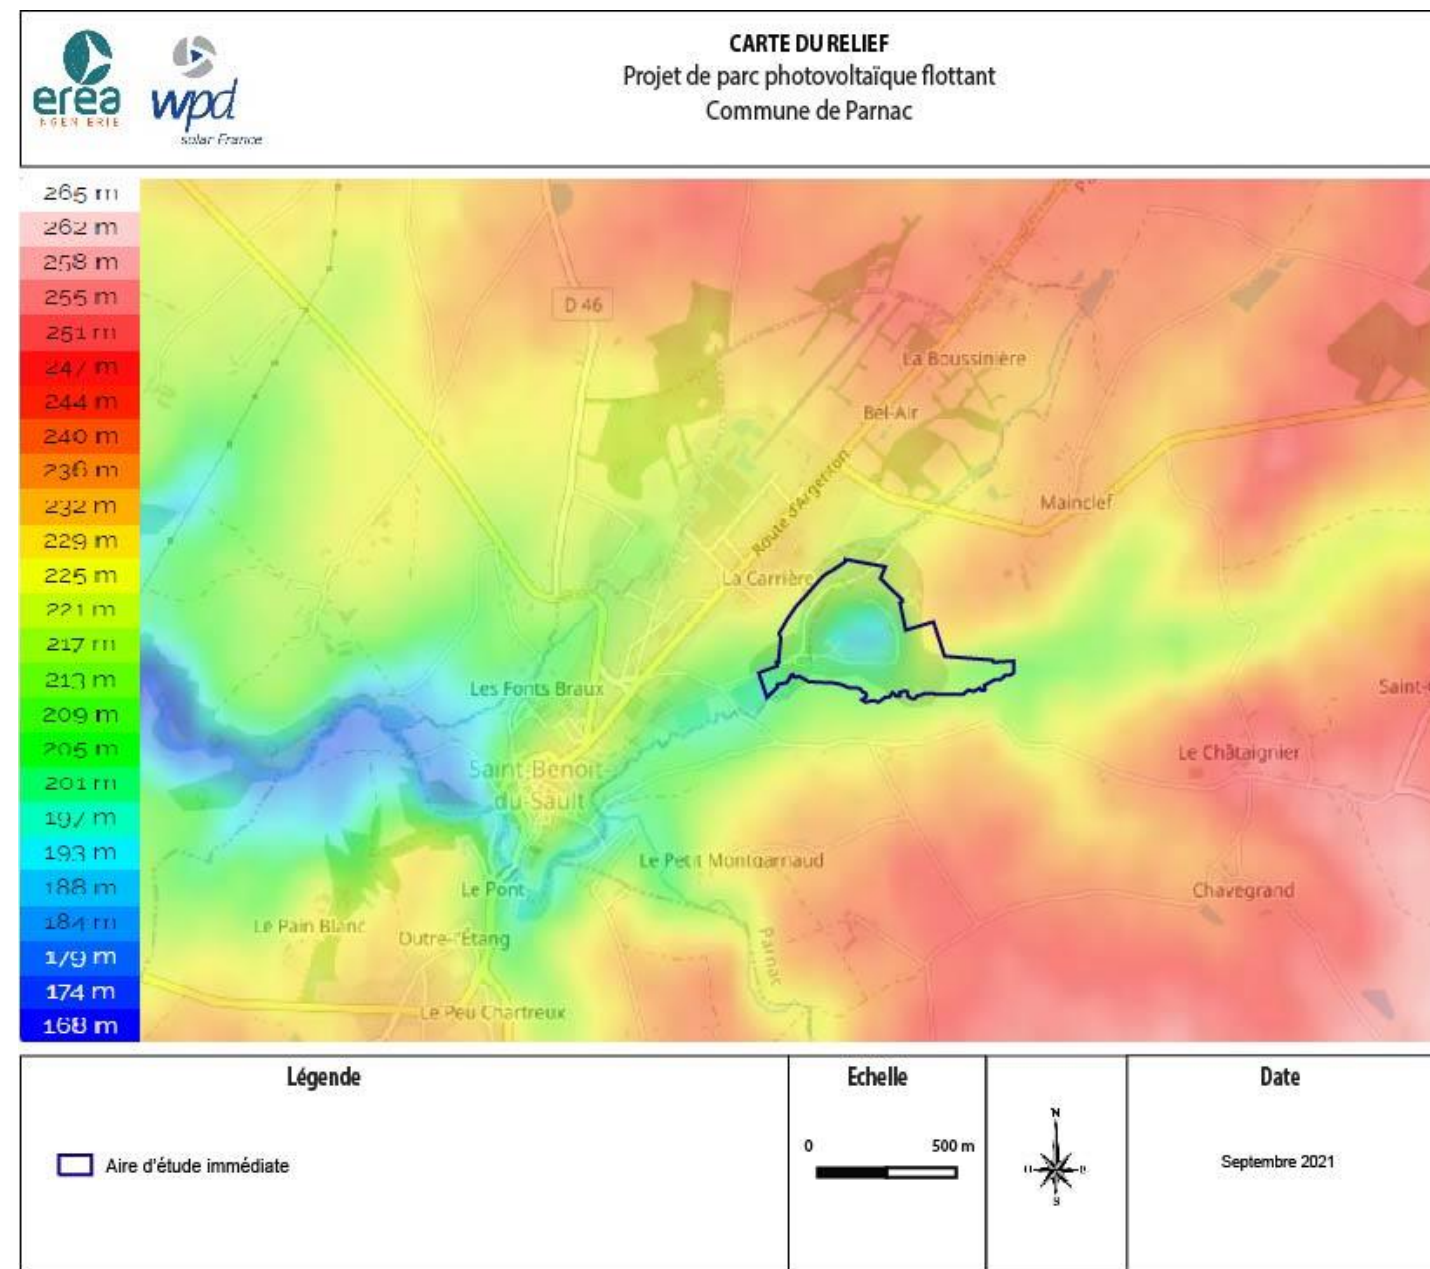 CARTE DU RELIEF
Projet de parc photovoltaïque flottant
Commune de Parnac
erea
INGENIERIE
wpd
solar France
265 m
262 m
258 m
255 m
251 m
247 m
244 m
240 m
236 m
232 m
229 m
225 m
221 m
217 m
213 m
209 m
205 m
201 m
197 m
193 m
188 m
184 m
179 m
174 m
168 m
D 46
La Boussinière
Bel-Air
Route d'Argenton
Mainclef
La Carrière
Les Fonts Braux
Saint-
Le Châtaignier
Saint-Benoit-
du-Sault
Le Petit Montgarnaud
Le Pont
Chavegrand
Le Pain Blanc
Outre-l'Étang
Parnac
Le Peu Chartreux
Légende
Echelle
Date
Aire d'étude immédiate
0 500 m
N
S
Septembre 2021